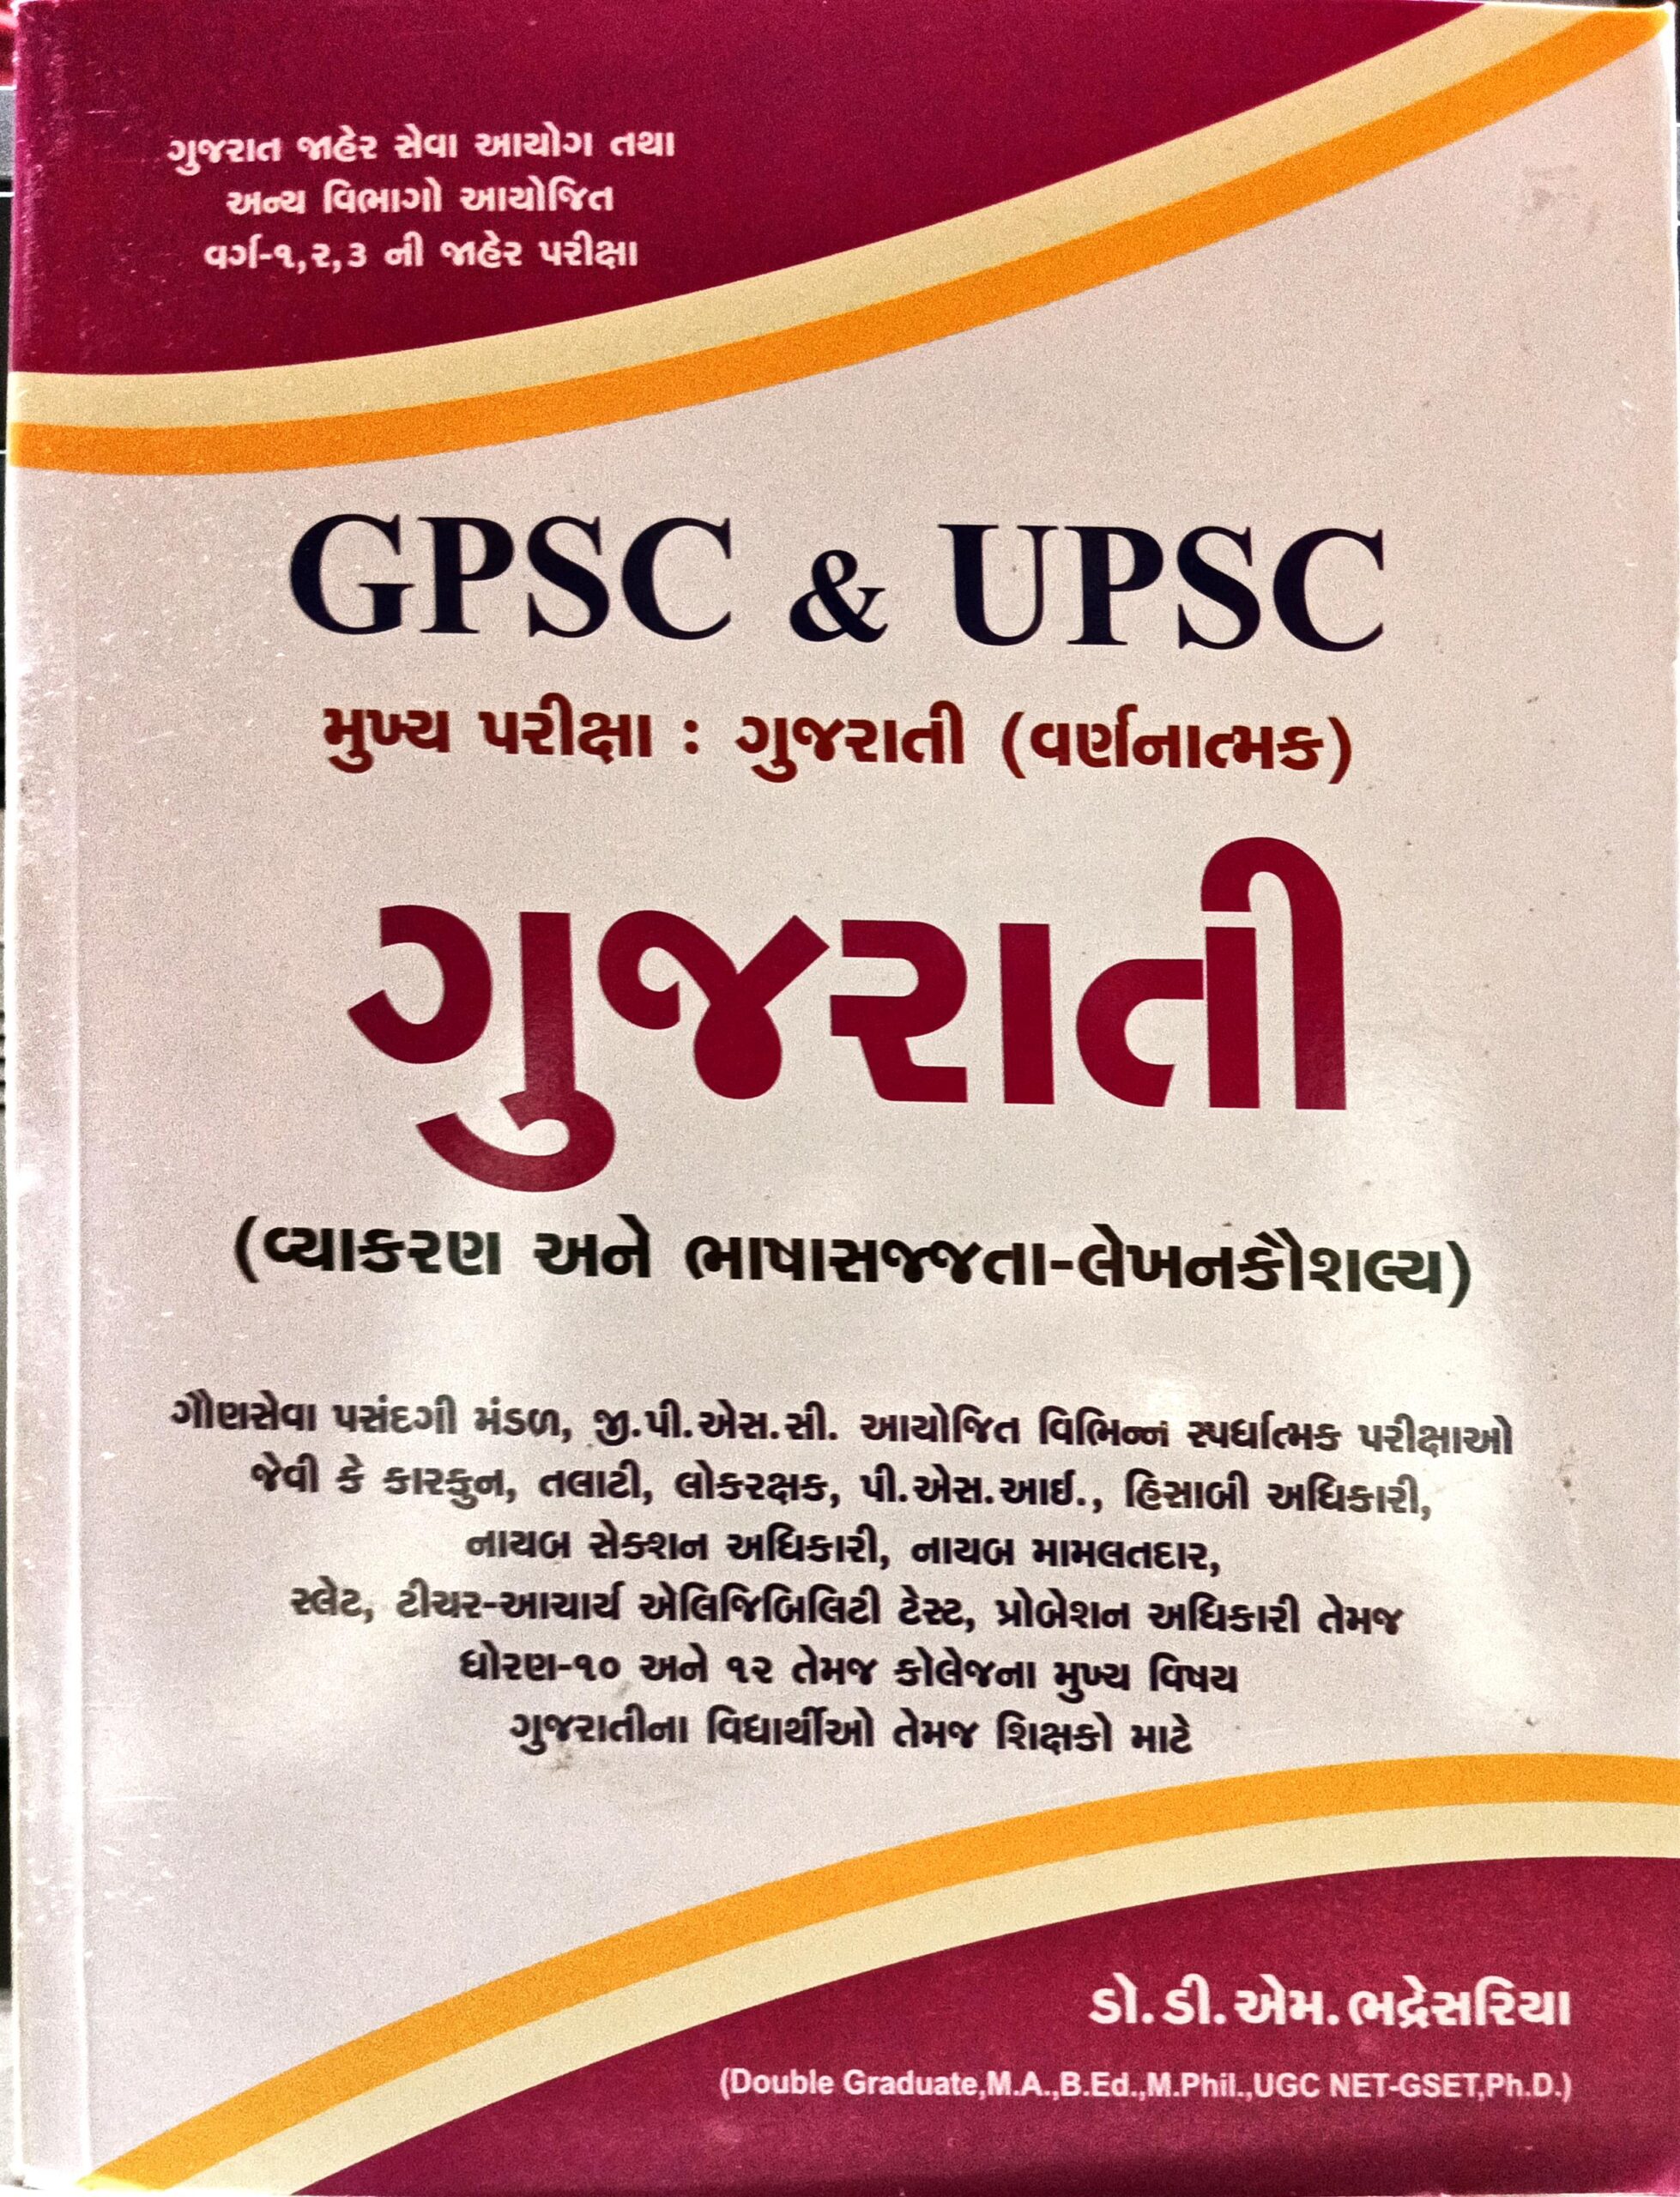 ગુજરાત જાહેર સેવા આયોગ તથા
અન્ય વિભાગો આયોજિત
વર્ગ-૧,૨,૩ ની જાહેર પરીક્ષા
GPSC & UPSC
મુખ્ય પરીક્ષા : ગુજરાતી (વર્ણનાત્મક)
ગુજરાતી
(વ્યાકરણ અને ભાષાસજ્જતા-લેખનકૌશલ્ય)
ગૌણસેવા પસંદગી મંડળ, જી.પી.એસ.સી. આયોજિત વિભિન્ન સ્પર્ધાત્મક પરીક્ષાઓ
જેવી કે કારકુન, તલાટી, લોકરક્ષક, પી.એસ.આઈ., હિસાબી અધિકારી,
નાયબ સેક્શન અધિકારી, નાયબ મામલતદાર,
સ્લેટ, ટીચર-આચાર્ય એલિજિબિલિટી ટેસ્ટ, પ્રોબેશન અધિકારી તેમજ
ધોરણ-૧૦ અને ૧૨ તેમજ કોલેજના મુખ્ય વિષય
ગુજરાતીના વિદ્યાર્થીઓ તેમજ શિક્ષકો માટે
ડો.ડી.એમ.ભદ્રેસરિયા
(Double Graduate,M.A.,B.Ed.,M.Phil.,UGC NET-GSET,Ph.D.)